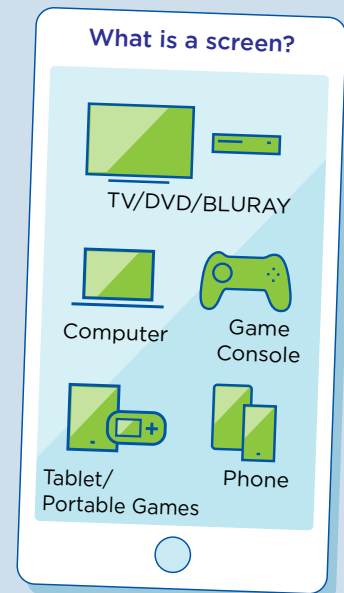 What is a screen?
TV/DVD/BLURAY
Computer
Game
Console
Tablet/
Portable Games
Phone